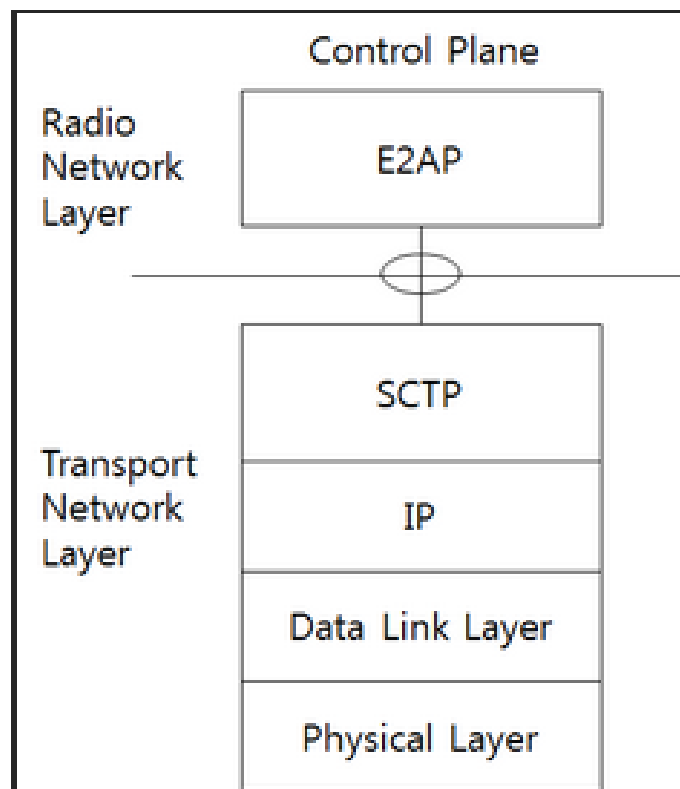 Control Plane
Radio
Network
Layer
E2AP
SCTP
Transport
Network
Layer
IP
Data Link Layer
Physical Layer